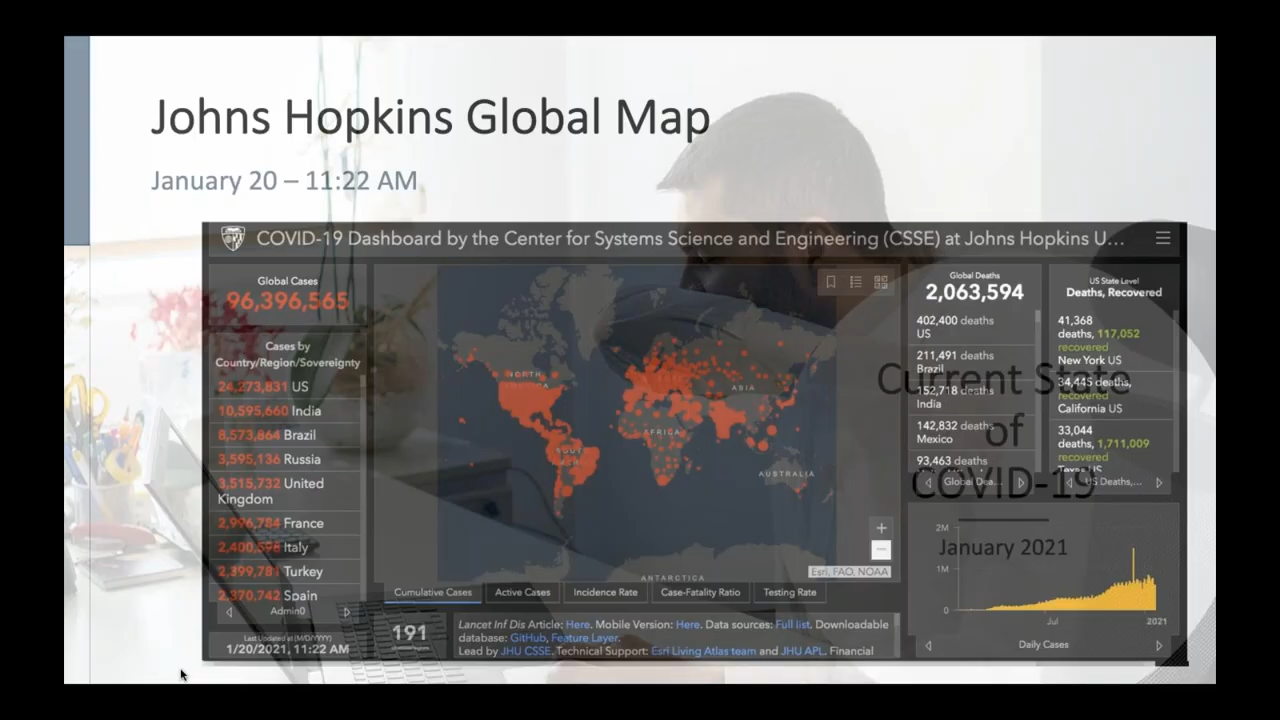 Johns Hopkins Global Map
January 20 – 11:22 AM
COVID-19 Dashboard by the Center for Systems Science and Engineering (CSSE) at Johns Hopkins U...
Global Cases
96,396,565
Cases by
Country/Region/Sovereignty
24,273,831 US
10,595,660 India
8,573,864 Brazil
3,595,136 Russia
3,515,732 United
Kingdom
2,996,784 France
2,400,598 Italy
2,399,781 Turkey
2,370,742 Spain
Admin0
Last Updated at (M/D/YYYY)
1/20/2021, 11:22 AM
NORTH
AMERICA
SOUTH
AMERICA
AFRICA
ASIA
AUSTRALIA
ANTARCTICA
+
Esri, FAO, NOAA
Cumulative Cases
Active Cases
Incidence Rate
Case-Fatality Ratio
Testing Rate
191
Lancet Inf Dis Article: Here. Mobile Version: Here. Data sources: Full list. Downloadable
database: GitHub, Feature Layer.
Lead by JHU CSSE. Technical Support: Esri Living Atlas team and JHU APL. Financial
Global Deaths
2,063,594
402,400 deaths
US
211,491 deaths
Brazil
152,718 deaths
India
142,832 deaths
Mexico
93,463 deaths
Global Dea...
US State Level
Deaths, Recovered
41,368
deaths, 117,052
recovered
New York US
34,445 deaths,
recovered
California US
33,044
deaths, 1,711,009
recovered
Texas US
US Deaths,...
Current State
of
COVID-19
January 2021
2M
1M
0
Jul
2021
Daily Cases